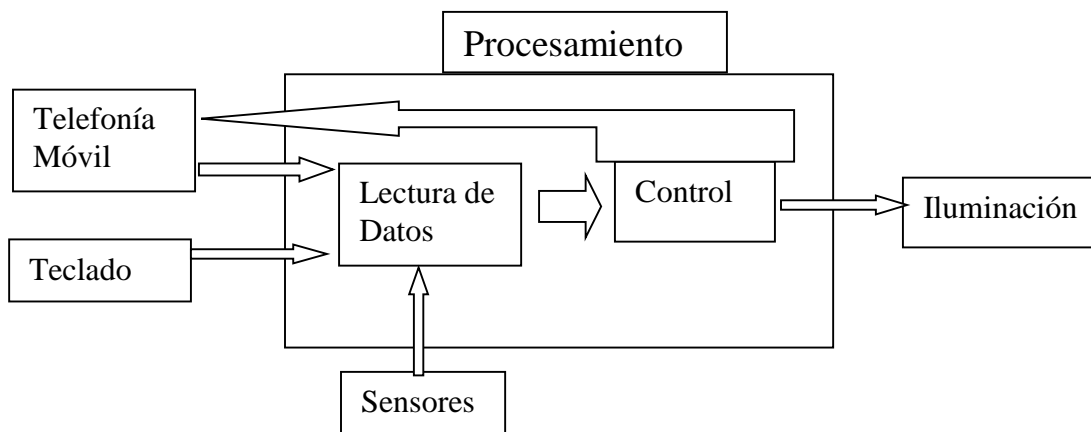 Procesamiento
Telefonía
Móvil
Lectura de
Datos
Control
Iluminación
Teclado
Sensores